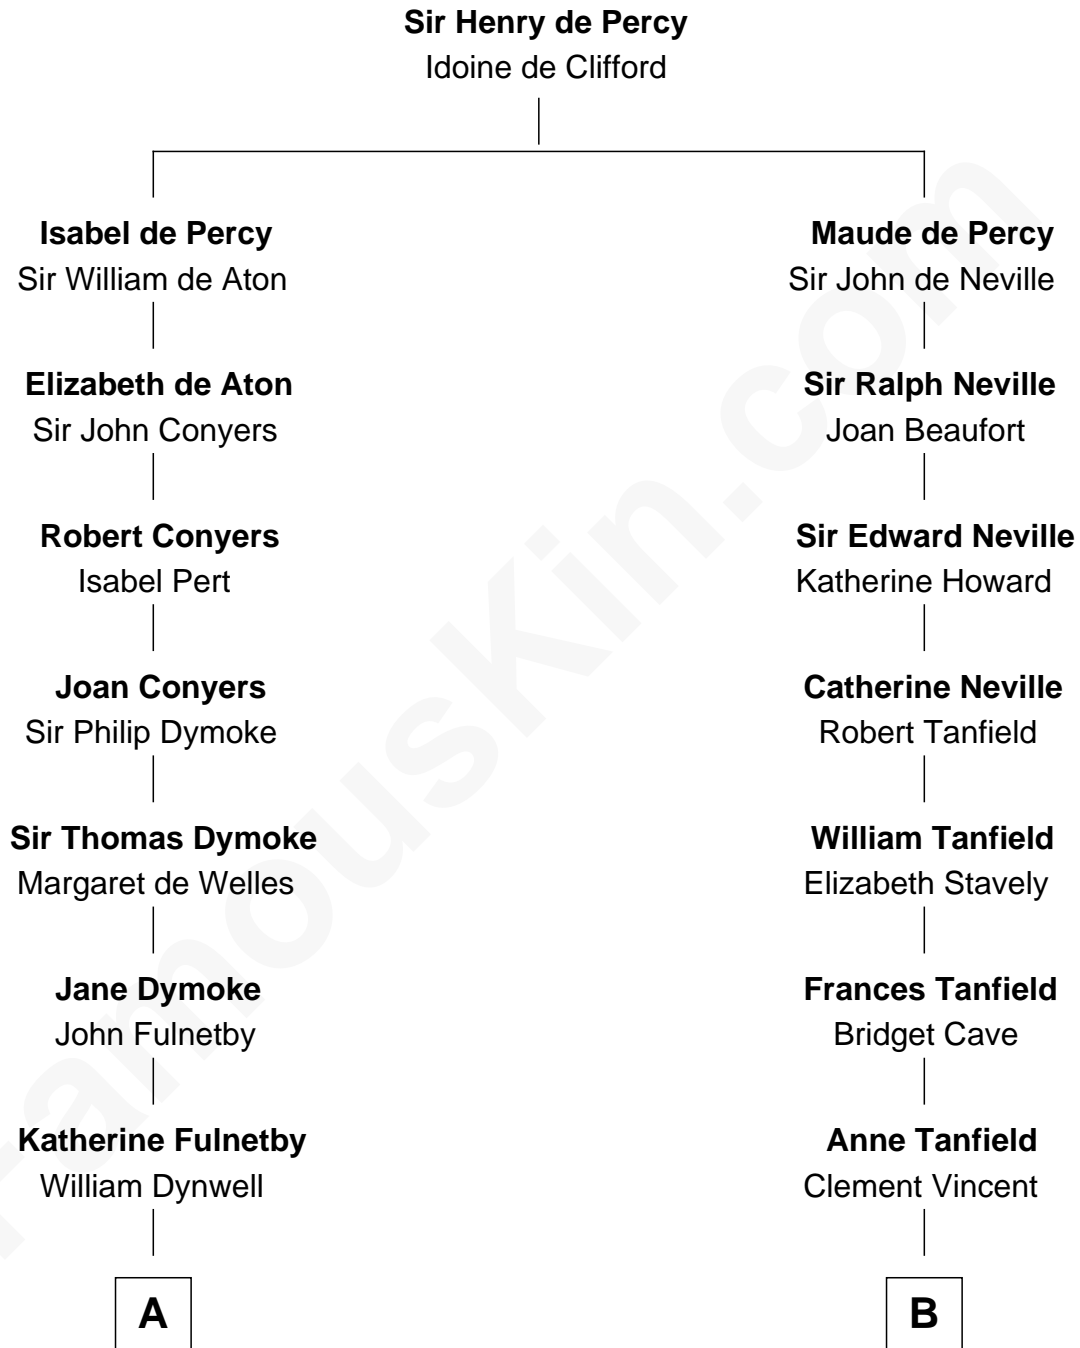 Sir Henry de Percy
Idoine de Clifford
Isabel de Percy
Sir William de Aton
Maude de Percy
Sir John de Neville
Elizabeth de Aton
Sir John Conyers
Sir Ralph Neville
Joan Beaufort
Robert Conyers
Isabel Pert
Sir Edward Neville
Katherine Howard
Joan Conyers
Sir Philip Dymoke
Catherine Neville
Robert Tanfield
Sir Thomas Dymoke
Margaret de Welles
William Tanfield
Elizabeth Stavely
Jane Dymoke
John Fulnetby
Frances Tanfield
Bridget Cave
Katherine Fulnetby
William Dynwell
Anne Tanfield
Clement Vincent
A
B
FamousKin.com